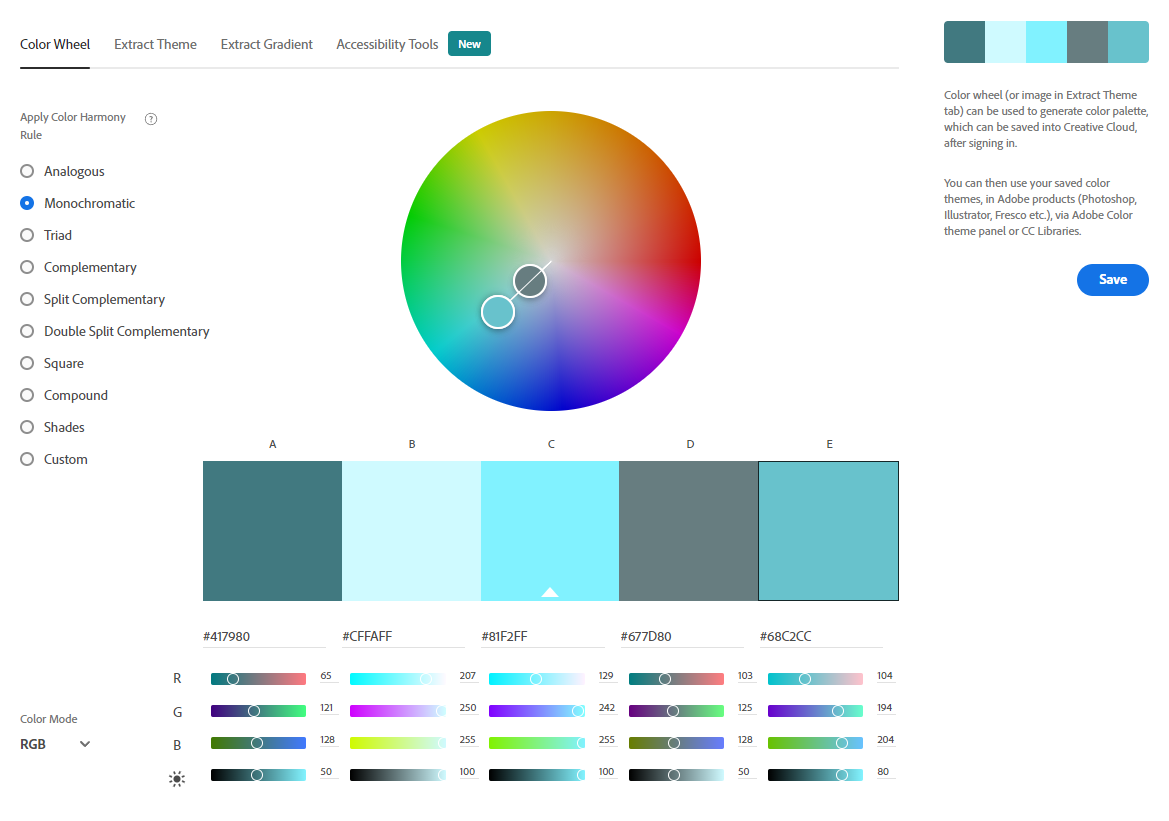 Color Wheel Extract Theme Extract Gradient Accessibility Tools New
Apply Color Harmony ?
Rule
Analogous
Monochromatic
Triad
Complementary
Split Complementary
Double Split Complementary
Square
Compound
Shades
Custom
Color wheel (or image in Extract Theme
tab) can be used to generate color palette,
which can be saved into Creative Cloud,
after signing in.
You can then use your saved color
themes, in Adobe products (Photoshop,
Illustrator, Fresco etc.), via Adobe Color
theme panel or CC Libraries.
Save
A B C D E
#417980 #CFFAFF #81F2FF #677D80 #68C2CC
R 65 207 129 103 104
G 121 250 242 125 194
Color Mode
RGB
B 128 255 255 128 204
50 100 100 50 80